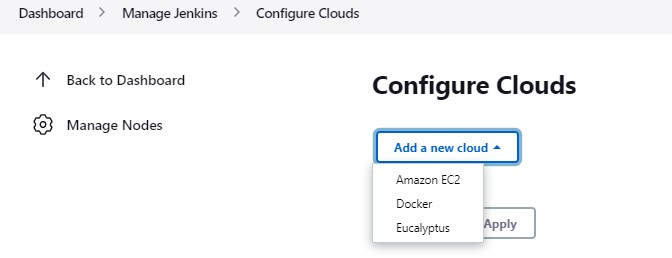 Dashboard > Manage Jenkins > Configure Clouds
Back to Dashboard
Manage Nodes
Configure Clouds
Add a new cloud
Amazon EC2
Docker
Eucalyptus
Apply